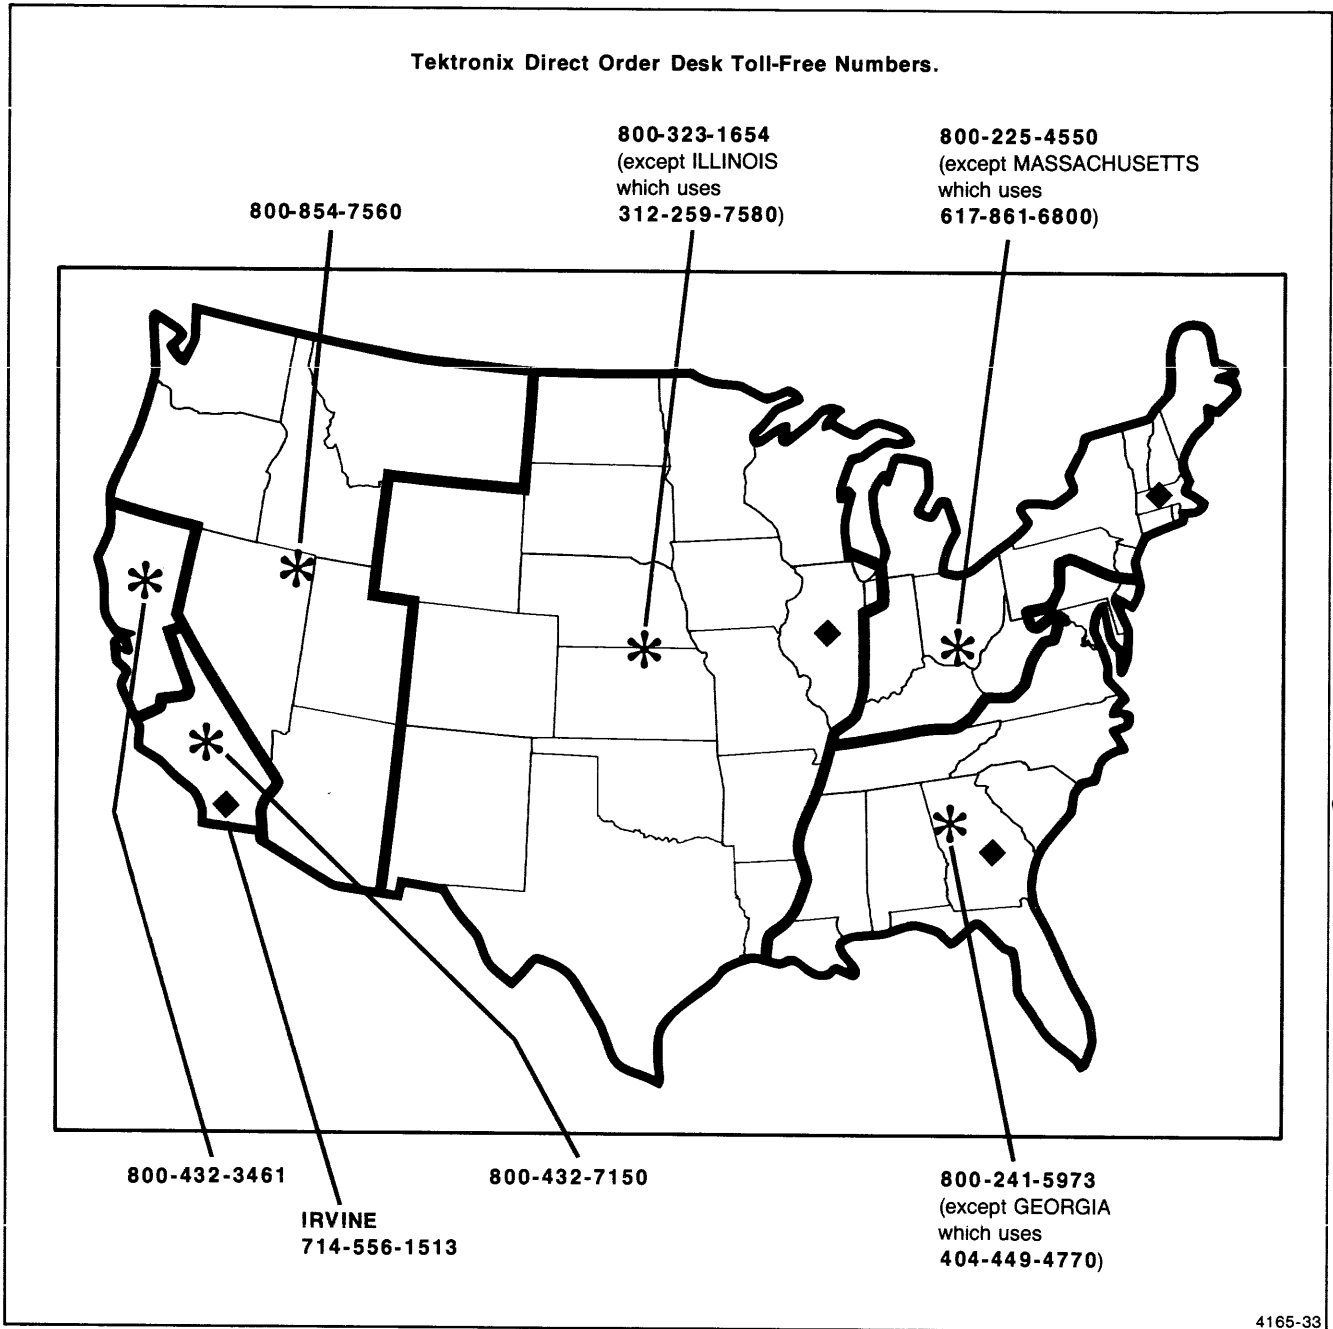 Tektronix Direct Order Desk Toll-Free Numbers.
800-323-1654
(except ILLINOIS
which uses
312-259-7580)
800-225-4550
(except MASSACHUSETTS
which uses
617-861-6800)
800-854-7560
800-432-3461
IRVINE
714-556-1513
800-432-7150
800-241-5973
(except GEORGIA
which uses
404-449-4770)
4165-33